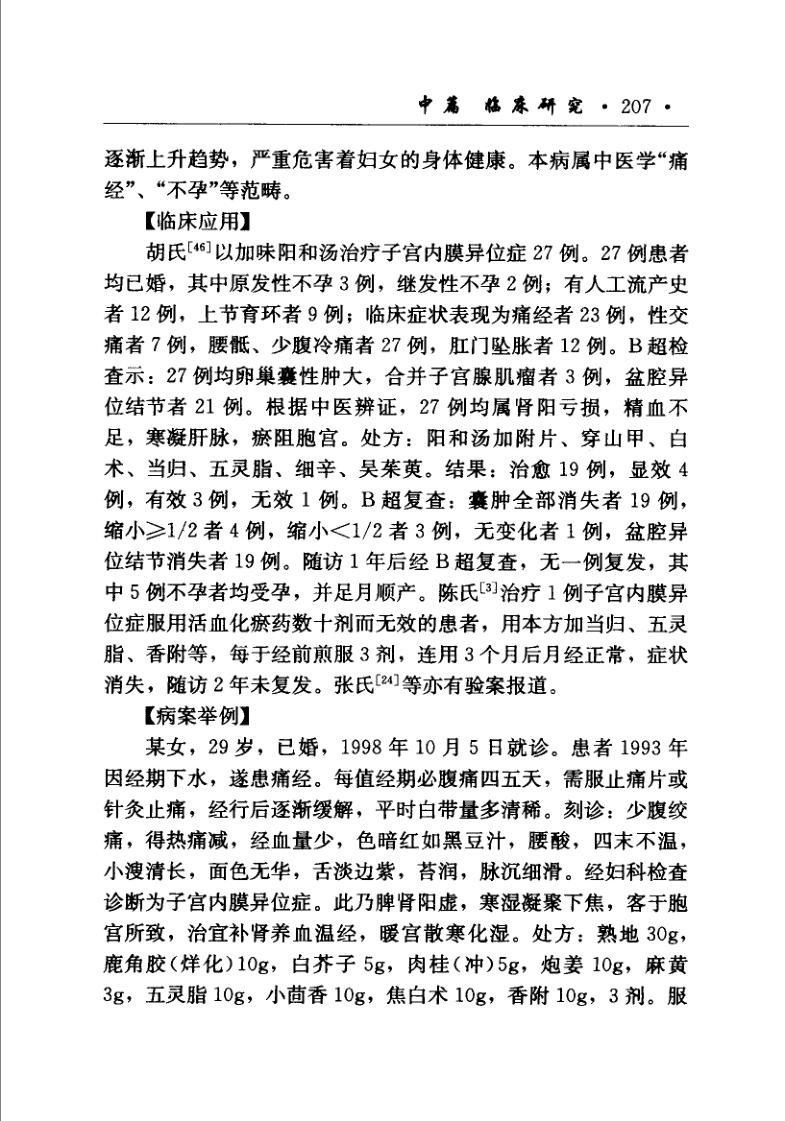 中篇 临床研究 · 207 ·
逐渐上升趋势，严重危害着妇女的身体健康。本病属中医学“痛
经”、“不孕”等范畴。
【临床应用】
胡氏[46]以加味阳和汤治疗子宫内膜异位症 27 例。27 例患者
均已婚，其中原发性不孕 3 例，继发性不孕 2 例；有人工流产史
者 12 例，上节育环者 9 例；临床症状表现为痛经者 23 例，性交
痛者 7 例，腰骶、少腹冷痛者 27 例，肛门坠胀者 12 例。B 超检
查示：27 例均卵巢囊性肿大，合并子宫腺肌瘤者 3 例，盆腔异
位结节者 21 例。根据中医辨证，27 例均属肾阳亏损，精血不
足，寒凝肝脉，瘀阻胞宫。处方：阳和汤加附片、穿山甲、白
术、当归、五灵脂、细辛、吴茱萸。结果：治愈 19 例，显效 4
例，有效 3 例，无效 1 例。B 超复查：囊肿全部消失者 19 例，
缩小≥1/2 者 4 例，缩小＜1/2 者 3 例，无变化者 1 例，盆腔异
位结节消失者 19 例。随访 1 年后经 B 超复查，无一例复发，其
中 5 例不孕者均受孕，并足月顺产。陈氏[3]治疗 1 例子宫内膜异
位症服用活血化瘀药数十剂而无效的患者，用本方加当归、五灵
脂、香附等，每于经前煎服 3 剂，连用 3 个月后月经正常，症状
消失，随访 2 年未复发。张氏[24]等亦有验案报道。
【病案举例】
某女，29 岁，已婚，1998 年 10 月 5 日就诊。患者 1993 年
因经期下水，遂患痛经。每值经期必腹痛四五天，需服止痛片或
针灸止痛，经行后逐渐缓解，平时白带量多清稀。刻诊：少腹绞
痛，得热痛减，经血量少，色暗红如黑豆汁，腰酸，四末不温，
小溲清长，面色无华，舌淡边紫，苔润，脉沉细滑。经妇科检查
诊断为子宫内膜异位症。此乃脾肾阳虚，寒湿凝聚下焦，客于胞
宫所致，治宜补肾养血温经，暖宫散寒化湿。处方：熟地 30g，
鹿角胶（烊化）10g，白芥子 5g，肉桂（冲）5g，炮姜 10g，麻黄
3g，五灵脂 10g，小茴香 10g，焦白术 10g，香附 10g，3 剂。服